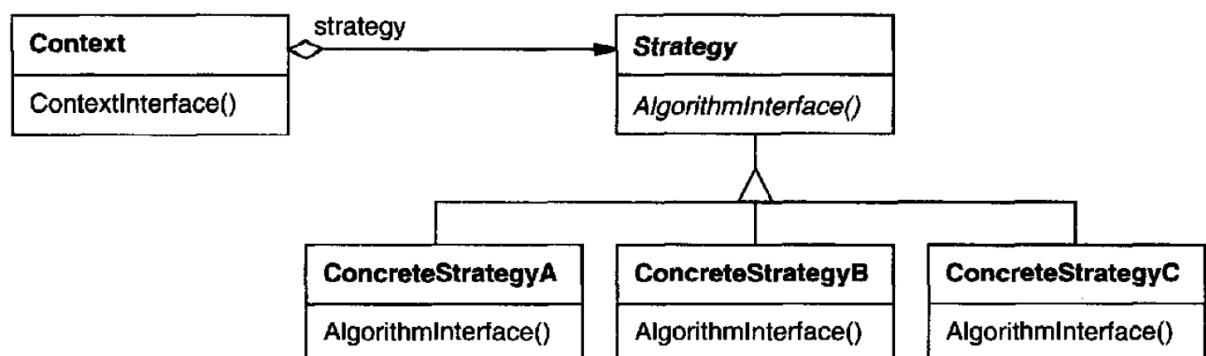 strategy
Context
Strategy
ContextInterface()
AlgorithmInterface()
ConcreteStrategyA
ConcreteStrategyB
ConcreteStrategyC
AlgorithmInterface()
AlgorithmInterface()
AlgorithmInterface()